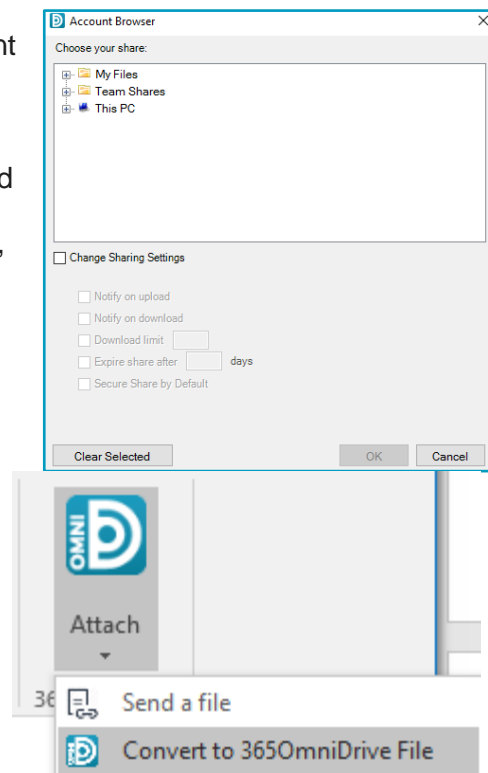 Account Browser
Choose your share:
My Files
Team Shares
This PC
Change Sharing Settings
Notify on upload
Notify on download
Download limit
Expire share after days
Secure Share by Default
Clear Selected OK Cancel
OMNI
Attach
Send a file
Convert to 365OmniDrive File